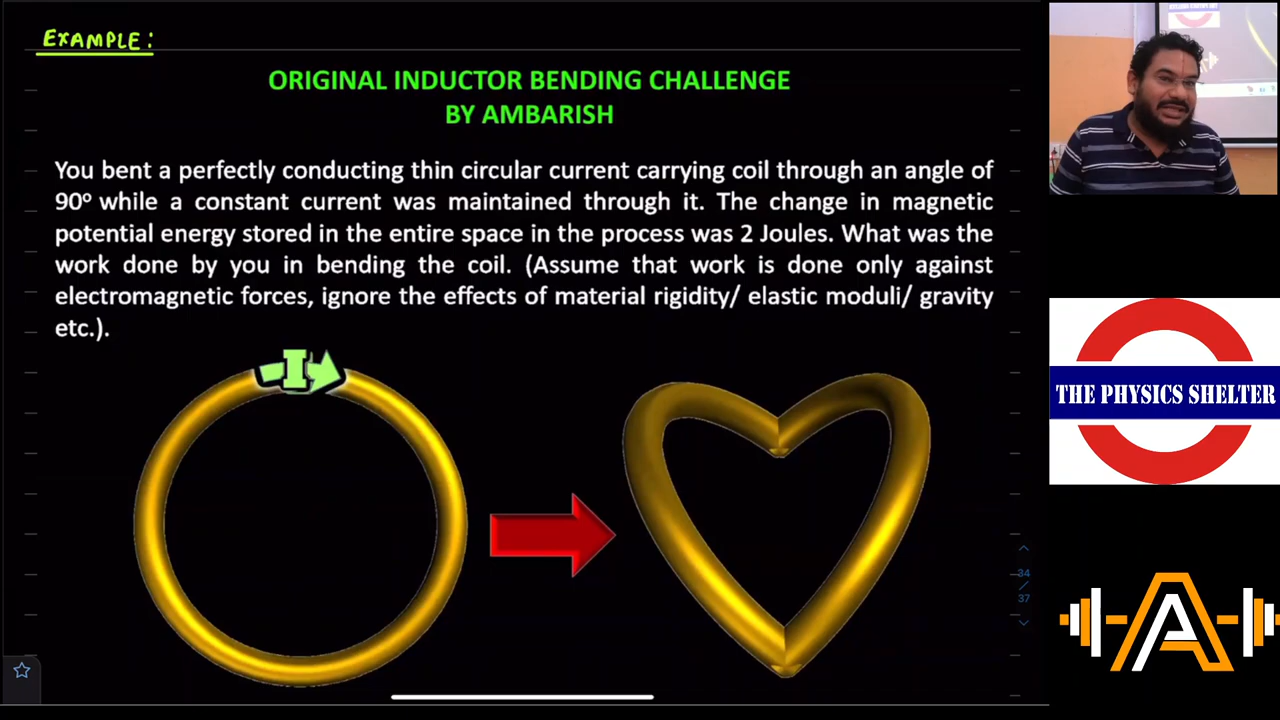 EXAMPLE:
ORIGINAL INDUCTOR BENDING CHALLENGE
BY AMBARISH
You bent a perfectly conducting thin circular current carrying coil through an angle of
90° while a constant current was maintained through it. The change in magnetic
potential energy stored in the entire space in the process was 2 Joules. What was the
work done by you in bending the coil. (Assume that work is done only against
electromagnetic forces, ignore the effects of material rigidity/ elastic moduli/ gravity
etc.).
I
THE PHYSICS SHELTER
34
/
37
A